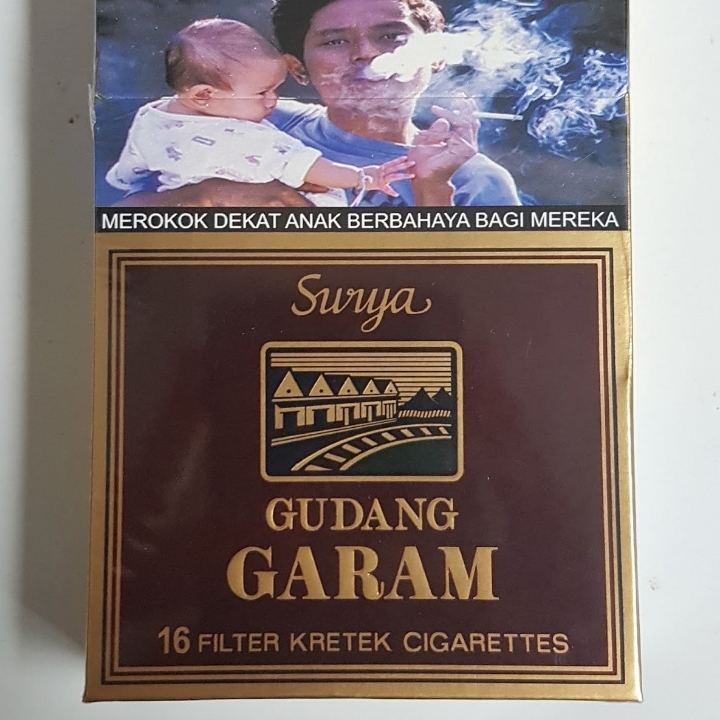 MEROKOK DEKAT ANAK BERBAHAYA BAGI MEREKA
Surya
GUDANG
GARAM
16 FILTER KRETEK CIGARETTES